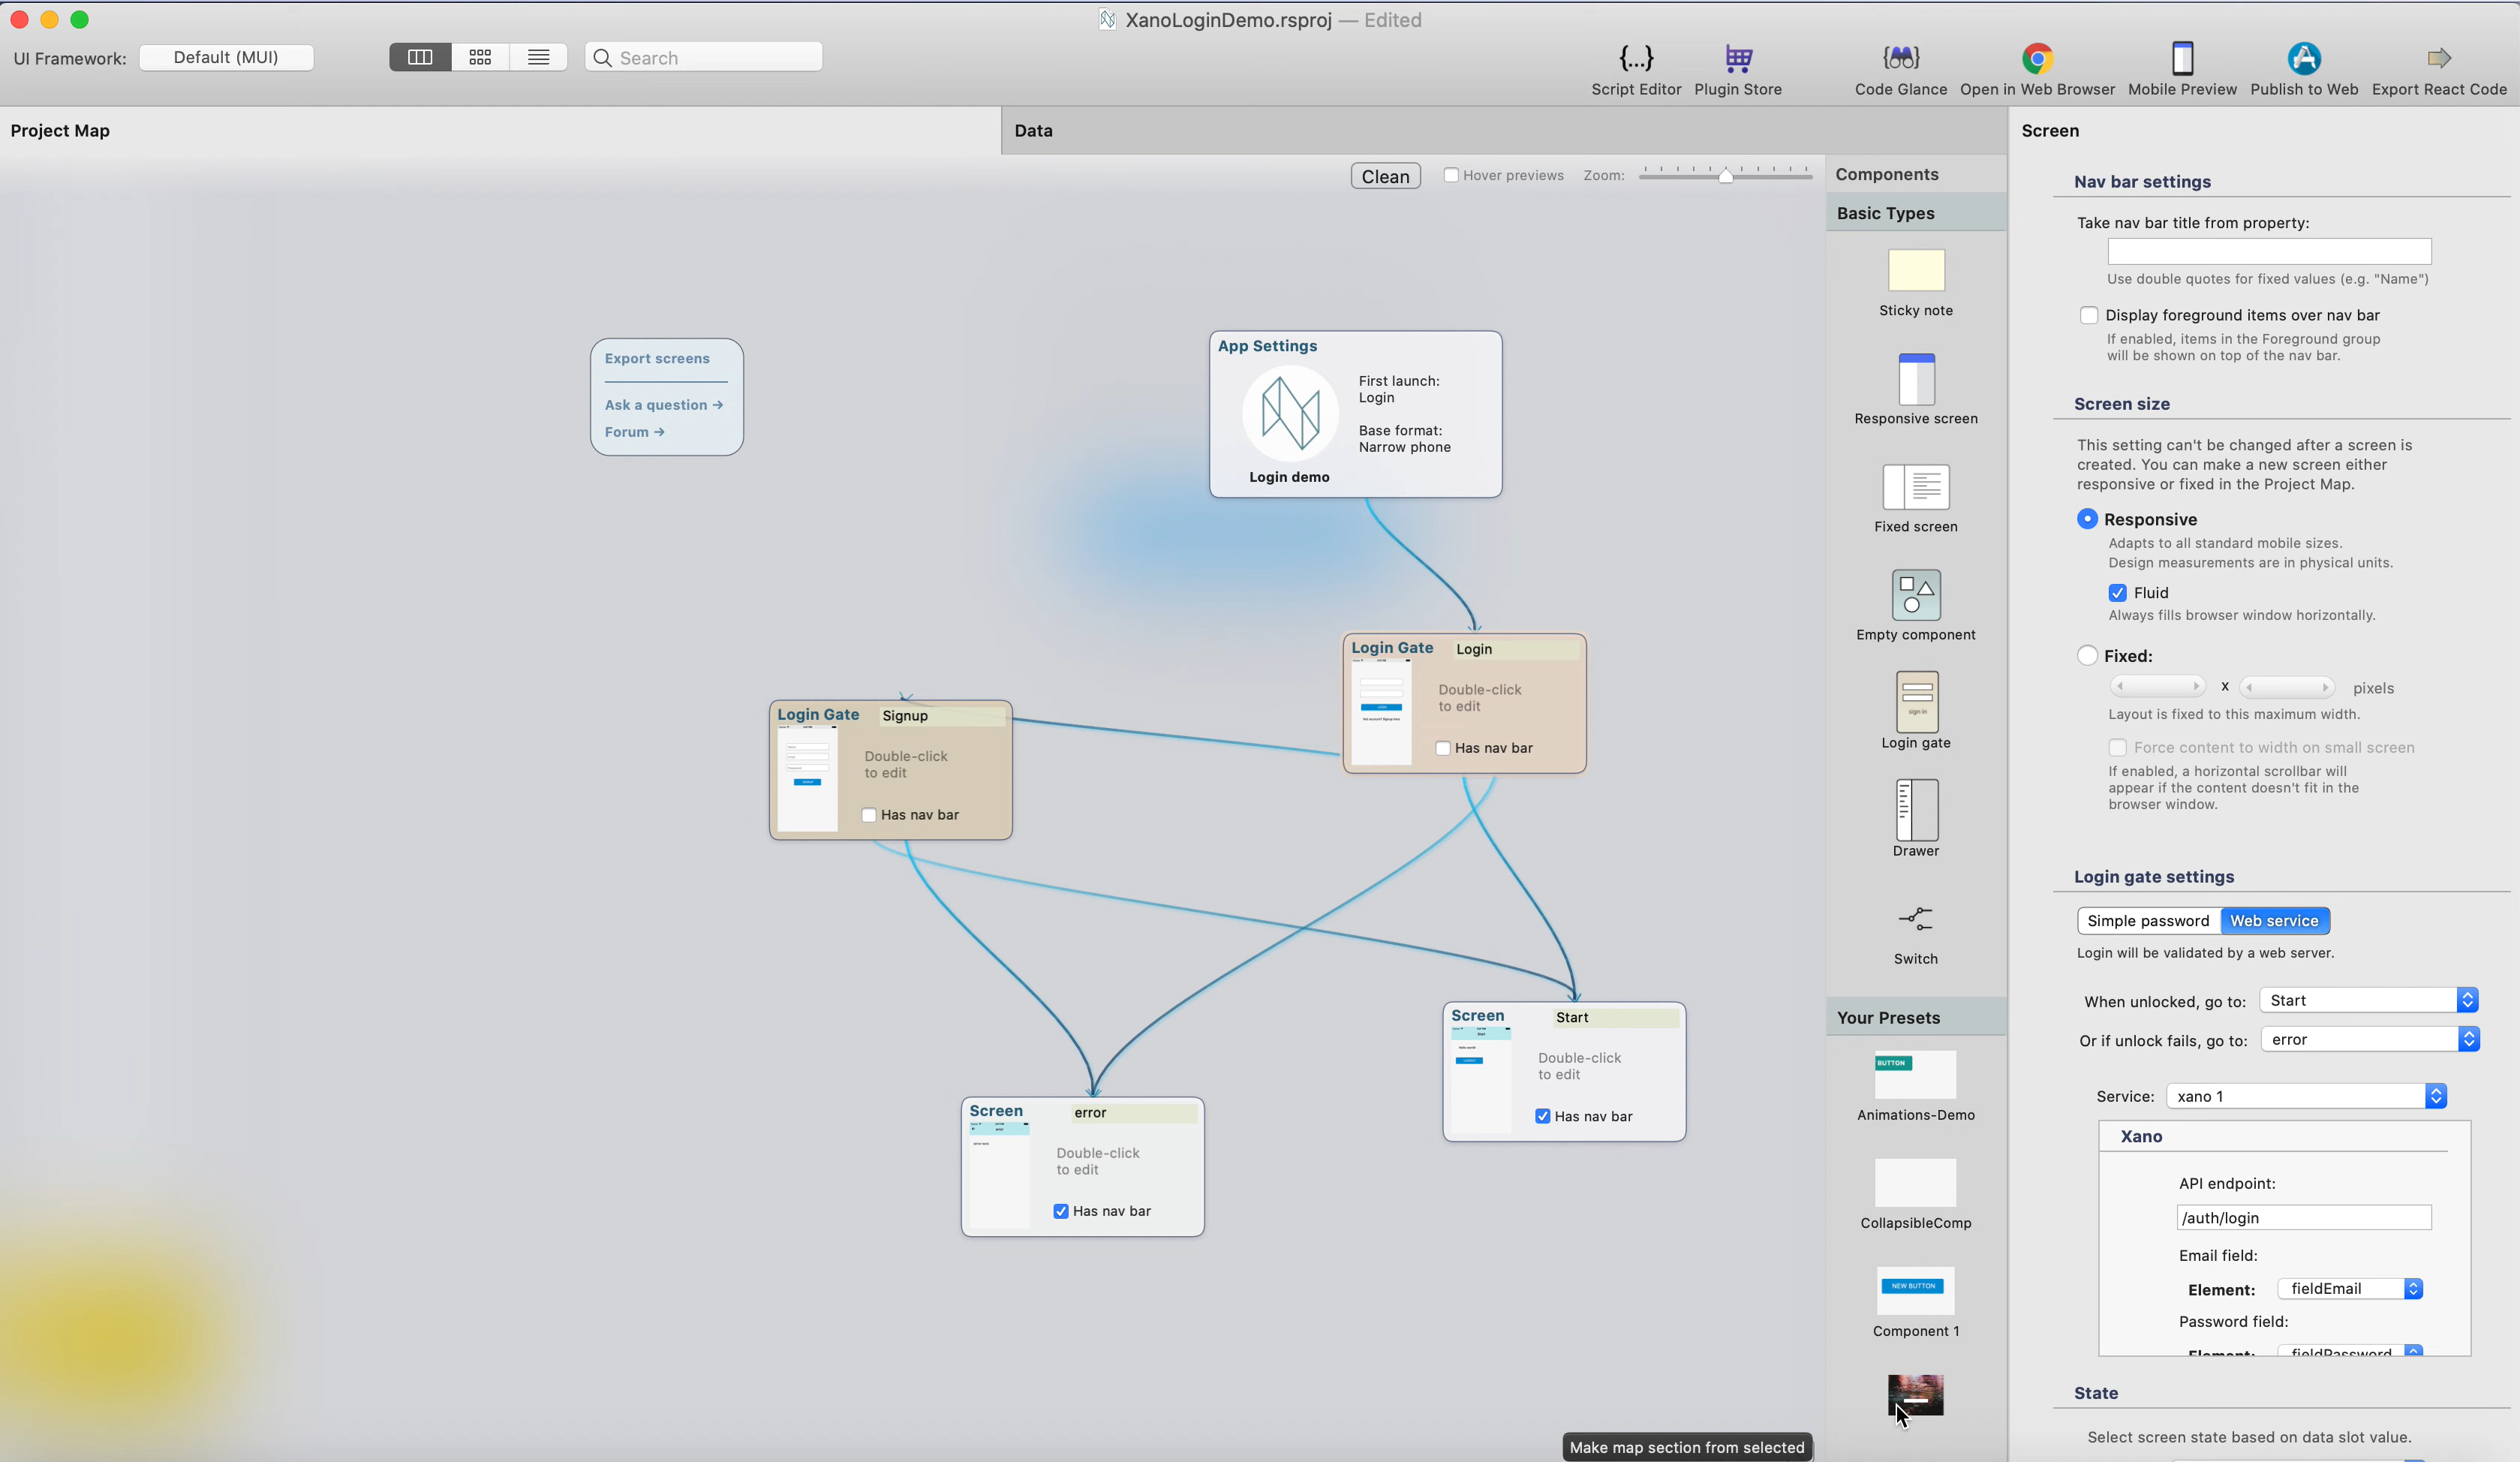 XanoLoginDemo.rsproj — Edited
UI Framework:
Default (MUI)
Search
Script Editor
Plugin Store
Code Glance
Open in Web Browser
Mobile Preview
Publish to Web
Export React Code
Project Map
Data
Screen
Clean
Hover previews
Zoom:
Export screens
Ask a question →
Forum →
App Settings
First launch:
Login
Base format:
Narrow phone
Login demo
Login Gate
Login
Double-click
to edit
Has nav bar
Login Gate
Signup
Double-click
to edit
Has nav bar
Screen
Start
Double-click
to edit
Has nav bar
Screen
error
Double-click
to edit
Has nav bar
Make map section from selected
Components
Basic Types
Sticky note
Responsive screen
Fixed screen
Empty component
sign in
Login gate
Drawer
Switch
Your Presets
BUTTON
Animations-Demo
CollapsibleComp
NEW BUTTON
Component 1
Nav bar settings
Take nav bar title from property:
Use double quotes for fixed values (e.g. "Name")
Display foreground items over nav bar
If enabled, items in the Foreground group
will be shown on top of the nav bar.
Screen size
This setting can't be changed after a screen is
created. You can make a new screen either
responsive or fixed in the Project Map.
Responsive
Adapts to all standard mobile sizes.
Design measurements are in physical units.
Fluid
Always fills browser window horizontally.
Fixed:
x
pixels
Layout is fixed to this maximum width.
Force content to width on small screen
If enabled, a horizontal scrollbar will
appear if the content doesn't fit in the
browser window.
Login gate settings
Simple password
Web service
Login will be validated by a web server.
When unlocked, go to:
Start
Or if unlock fails, go to:
error
Service:
xano 1
Xano
API endpoint:
/auth/login
Email field:
Element:
fieldEmail
Password field:
Element:
fieldPassword
State
Select screen state based on data slot value.